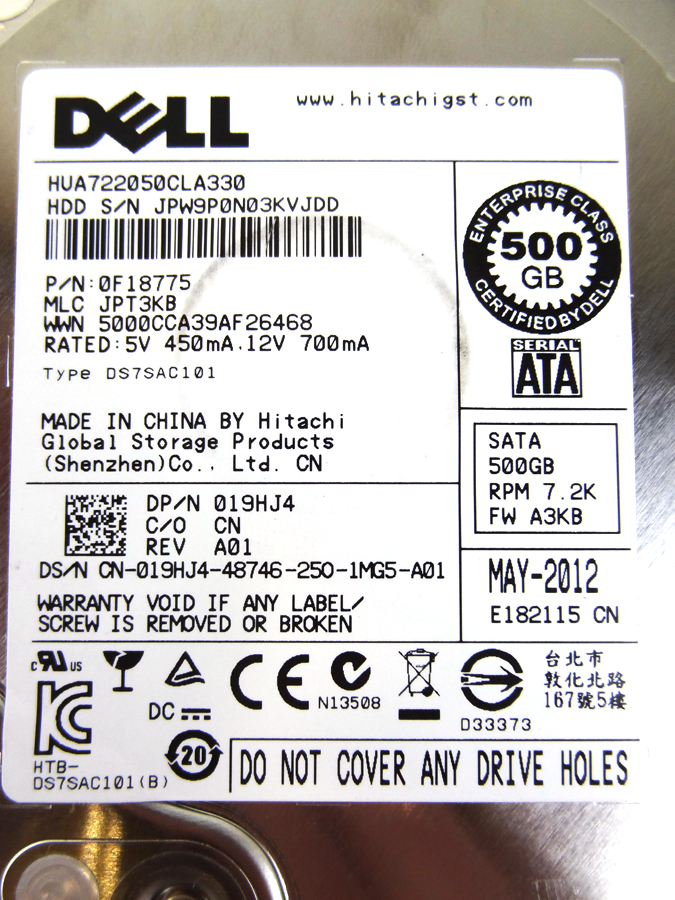 DELL
www.hitachigst.com
HUA722050CLA330
HDD S/N JPW9P0N03KVJDD
P/N:0F18775
MLC JPT3KB
WWN 5000CCA39AF26468
RATED:5V 450mA.12V 700mA
Type DS7SAC101
MADE IN CHINA BY Hitachi
Global Storage Products
(Shenzhen)Co., Ltd. CN
ENTERPRISE CLASS
500
GB
CERTIFIED BY DELL
SERIAL
ATA
SATA
500GB
RPM 7.2K
FW A3KB
DP/N 019HJ4
C/O CN
REV A01
DS/N CN-019HJ4-48746-250-1MG5-A01
WARRANTY VOID IF ANY LABEL/
SCREW IS REMOVED OR BROKEN
MAY-2012
E182115 CN
c RU US
DC
CE
N13508
D33373
台北市
敦化北路
167號5樓
KC
HTB-
DS7SAC101(B)
20
DO NOT COVER ANY DRIVE HOLES